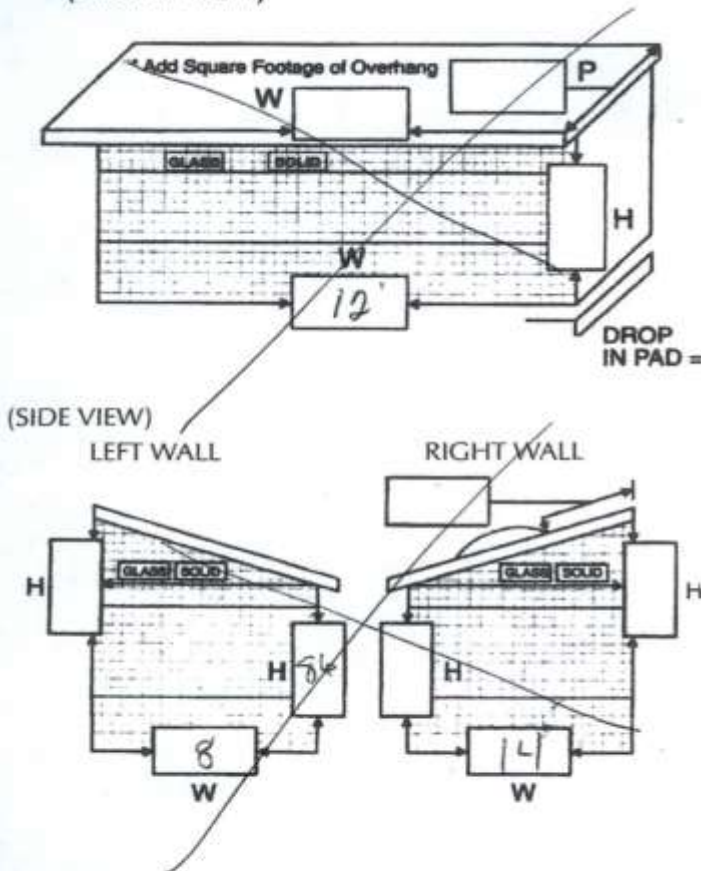 Add Square Footage of Overhang
P
W
GLASS SOLID
H
W
12'
DROP
IN PAD =
(SIDE VIEW)
LEFT WALL RIGHT WALL
H GLASS SOLID
GLASS SOLID H
H
H
8
W
14'
W